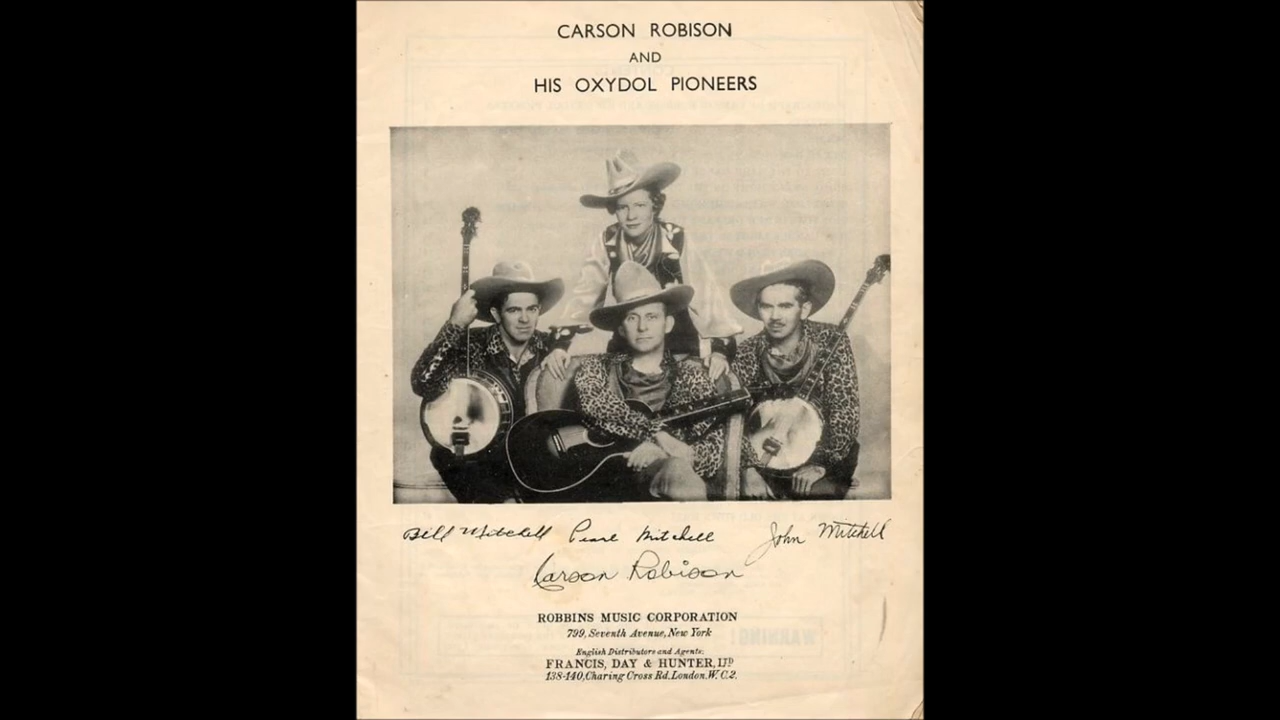 CARSON ROBISON
AND
HIS OXYDOL PIONEERS
Bill Mitchell Pearl Mitchell John Mitchell
Carson Robison
ROBBINS MUSIC CORPORATION
799, Seventh Avenue, New York
English Distributors and Agents:
FRANCIS, DAY & HUNTER, LTD
138-140, Charing Cross Rd. London. W.C.2.
WARNING!